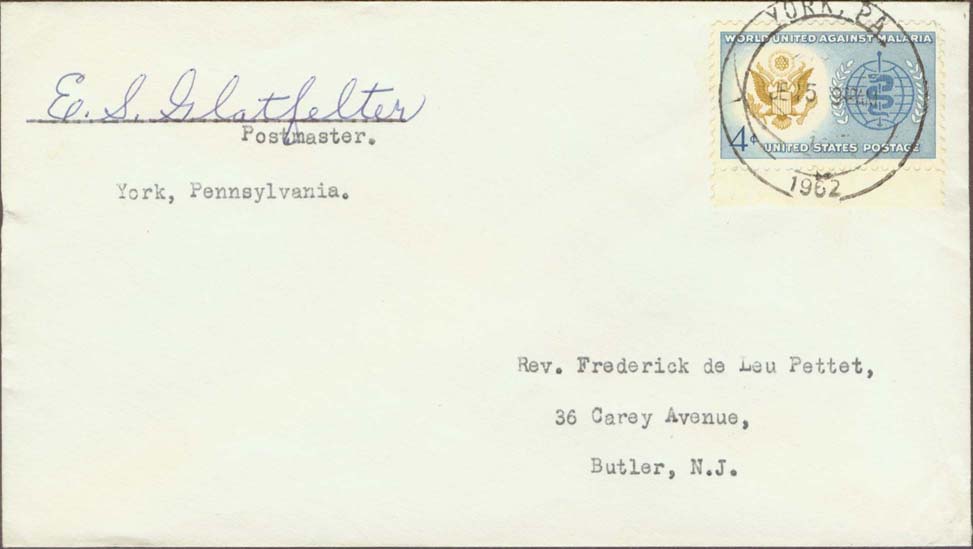 E. S. Glatfelter
Postmaster.
York, Pennsylvania.
YORK, PA
1962
WORLD UNITED AGAINST MALARIA
4¢ UNITED STATES POSTAGE
Rev. Frederick de Leu Pettet,
36 Carey Avenue,
Butler, N.J.